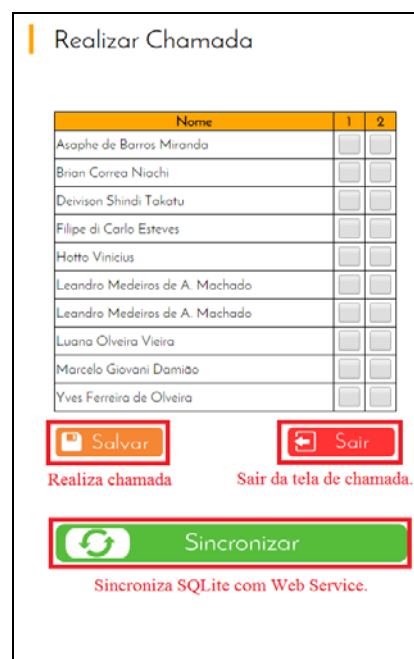 Realizar Chamada
Nome 1 2
Asaphe de Barros Miranda
Brian Correa Niachi
Deivison Shindi Takatu
Filipe di Carlo Esteves
Hotto Vinicius
Leandro Medeiros de A. Machado
Leandro Medeiros de A. Machado
Luana Olveira Vieira
Marcelo Giovani Damião
Yves Ferreira de Olveira
Salvar Sair
Realiza chamada Sair da tela de chamada.
Sincronizar
Sincroniza SQLite com Web Service.